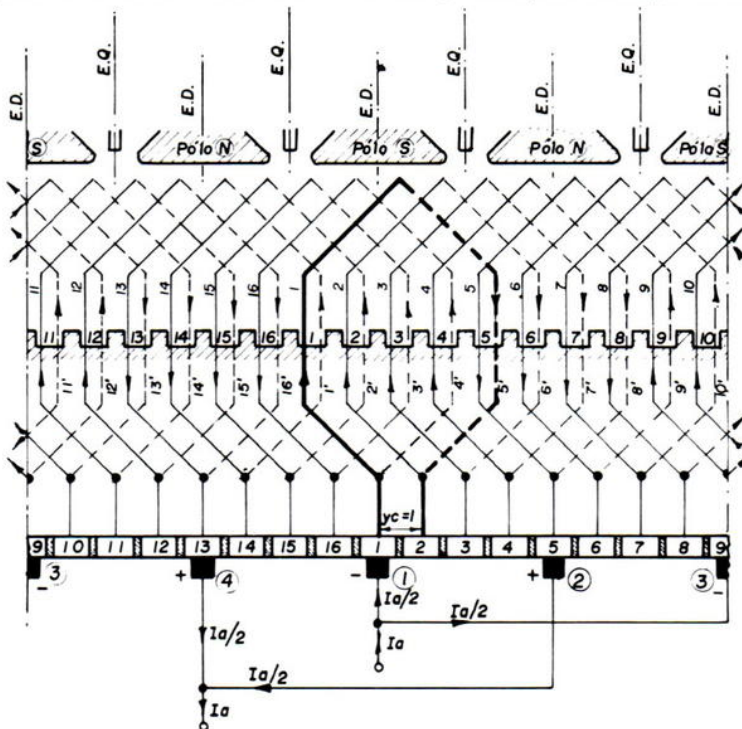 E.D. E.Q. E.D. E.Q. E.D. E.Q. E.D. E.Q. E.D.
S Pólo N Pólo S Pólo N Pólo S
11 12 13 14 15 16 1 2 3 4 5 6 7 8 9 10
11 12 13 14 15 16 1 2 3 4 5 6 7 8 9 10
11' 12' 13' 14' 15' 16' 1' 2' 3' 4' 5' 6' 7' 8' 9' 10'
yc=1
9 10 11 12 13 14 15 16 1 2 3 4 5 6 7 8 9
- 3 + 4 - 1 + 2 3 -
Ia/2 Ia/2 Ia/2
Ia
Ia/2
Ia